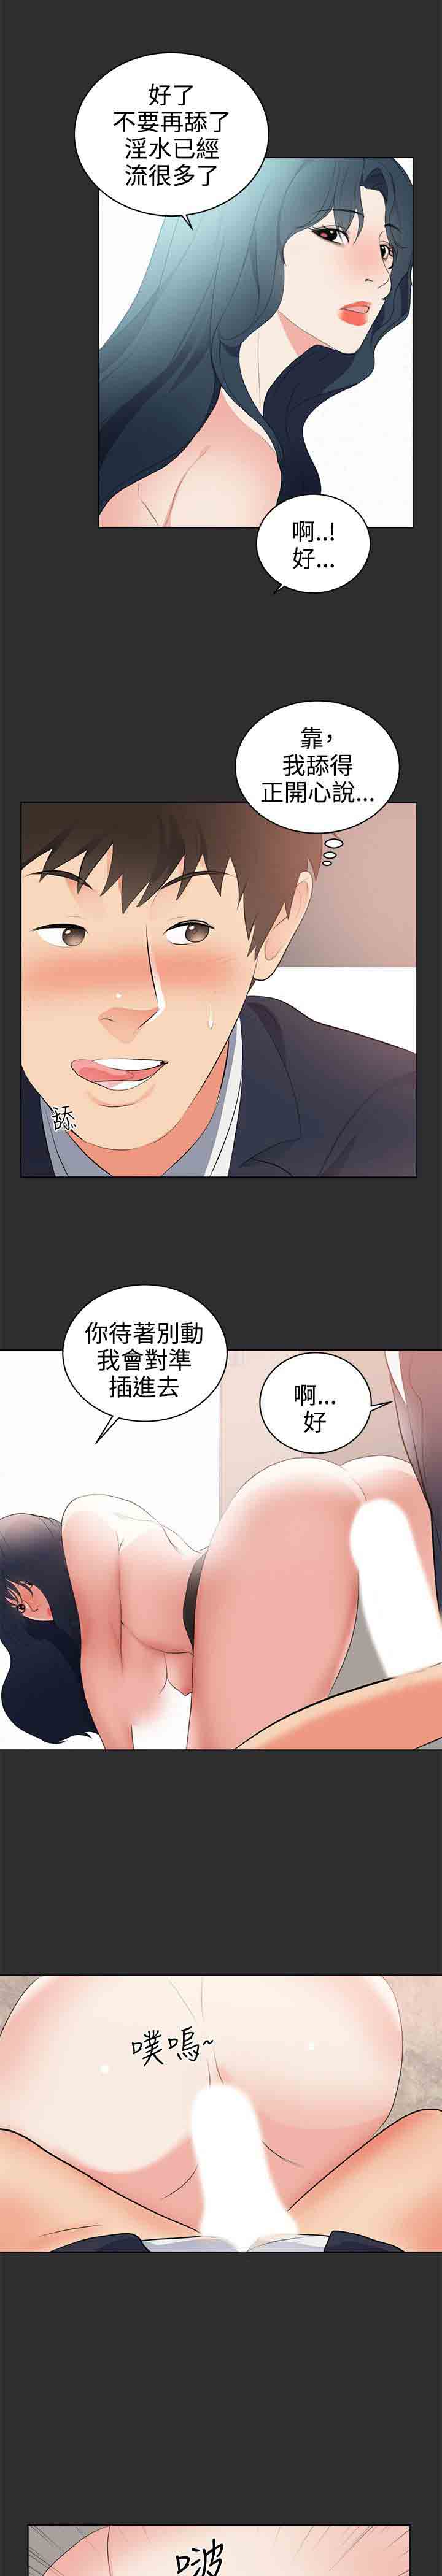 好了
不要再舔了
淫水已經
流很多了
啊..!
好...
靠,
我舔得
正開心說...
舔
你待著別動
我會對準
插進去
啊...
好
噗嗚~
啵